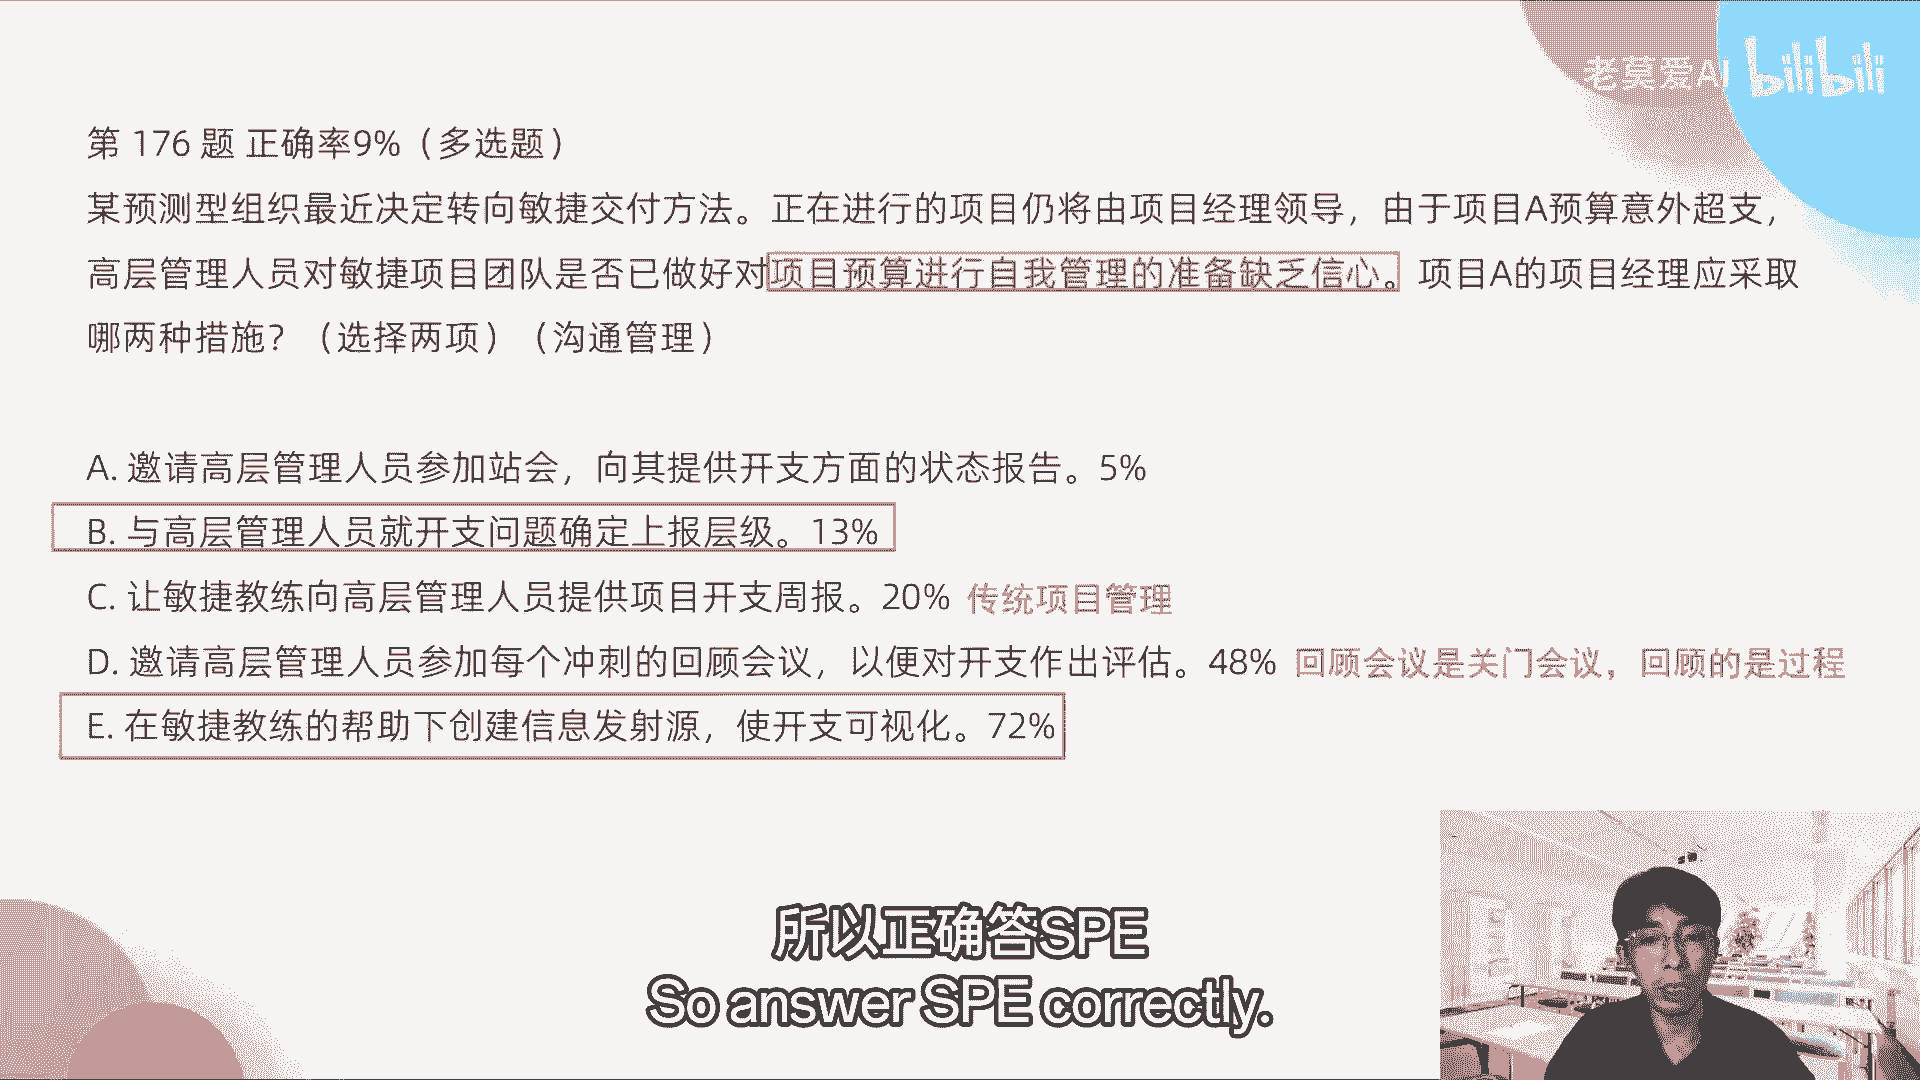 老莫爱AI bilibili
第 176 题 正确率9%（多选题）
某预测型组织最近决定转向敏捷交付方法。正在进行的项目仍将由项目经理领导，由于项目A预算意外超支，
高层管理人员对敏捷项目团队是否已做好对项目预算进行自我管理的准备缺乏信心。项目A的项目经理应采取
哪两种措施？（选择两项）（沟通管理）
A. 邀请高层管理人员参加站会，向其提供开支方面的状态报告。5%
B. 与高层管理人员就开支问题确定上报层级。13%
C. 让敏捷教练向高层管理人员提供项目开支周报。20% 传统项目管理
D. 邀请高层管理人员参加每个冲刺的回顾会议，以便对开支作出评估。48% 回顾会议是关门会议，回顾的是过程
E. 在敏捷教练的帮助下创建信息发射源，使开支可视化。72%
所以正确答SPE
So answer SPE correctly.